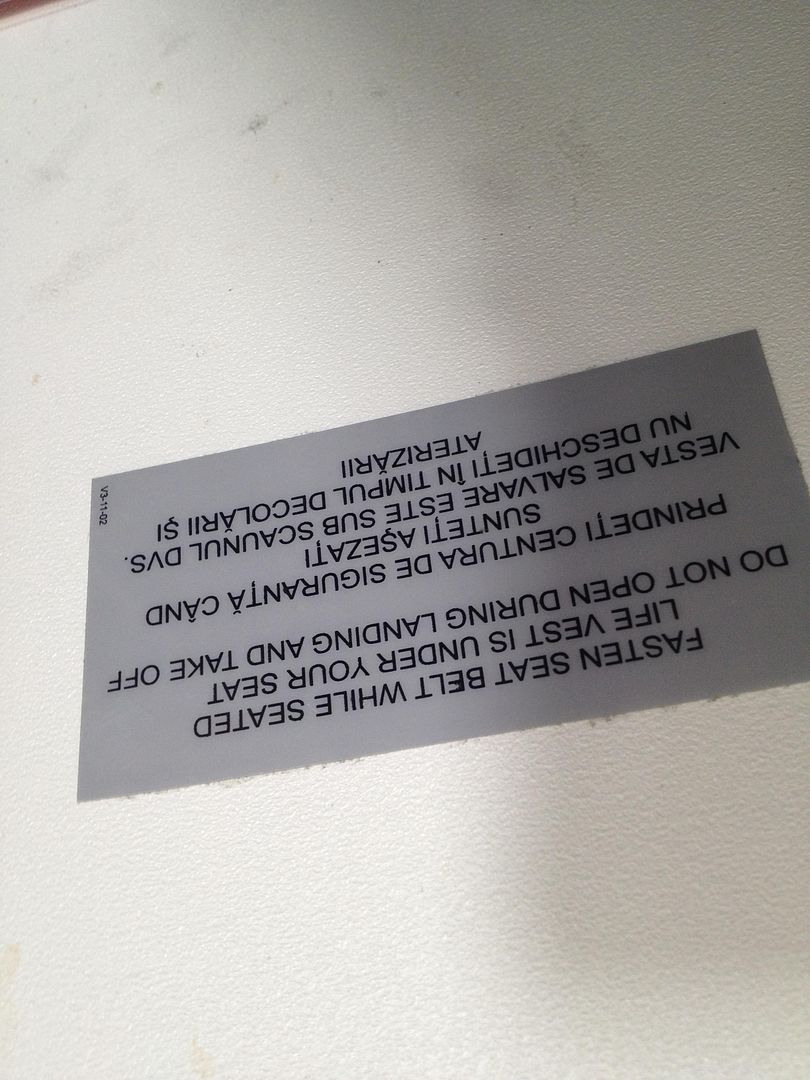 FASTEN SEAT BELT WHILE SEATED
LIFE VEST IS UNDER YOUR SEAT
DO NOT OPEN DURING LANDING AND TAKE OFF
PRINDEȚI CENTURA DE SIGURANȚĂ CÂND
SUNTEȚI AȘEZAȚI
VESTA DE SALVARE ESTE SUB SCAUNUL DVS.
NU DESCHIDEȚI ÎN TIMPUL DECOLĂRII ȘI
ATERIZĂRII
V3-11-02